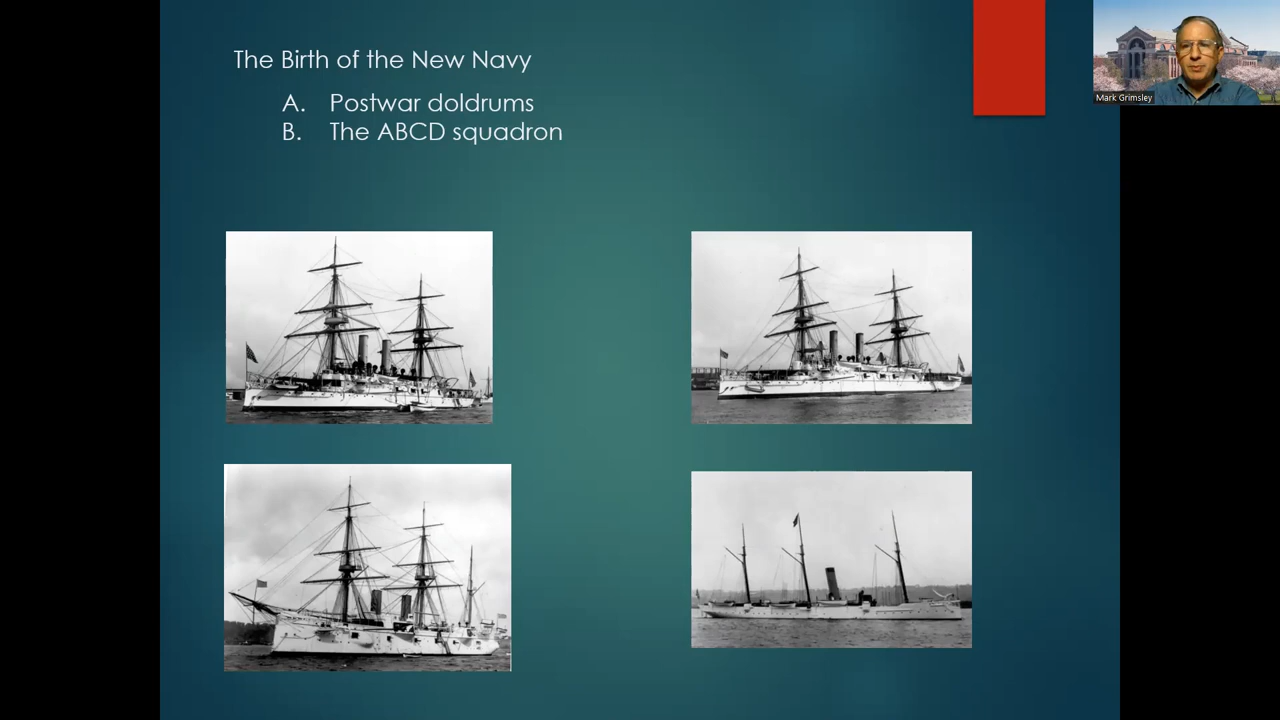 The Birth of the New Navy
A. Postwar doldrums
B. The ABCD squadron
Mark Grimsley